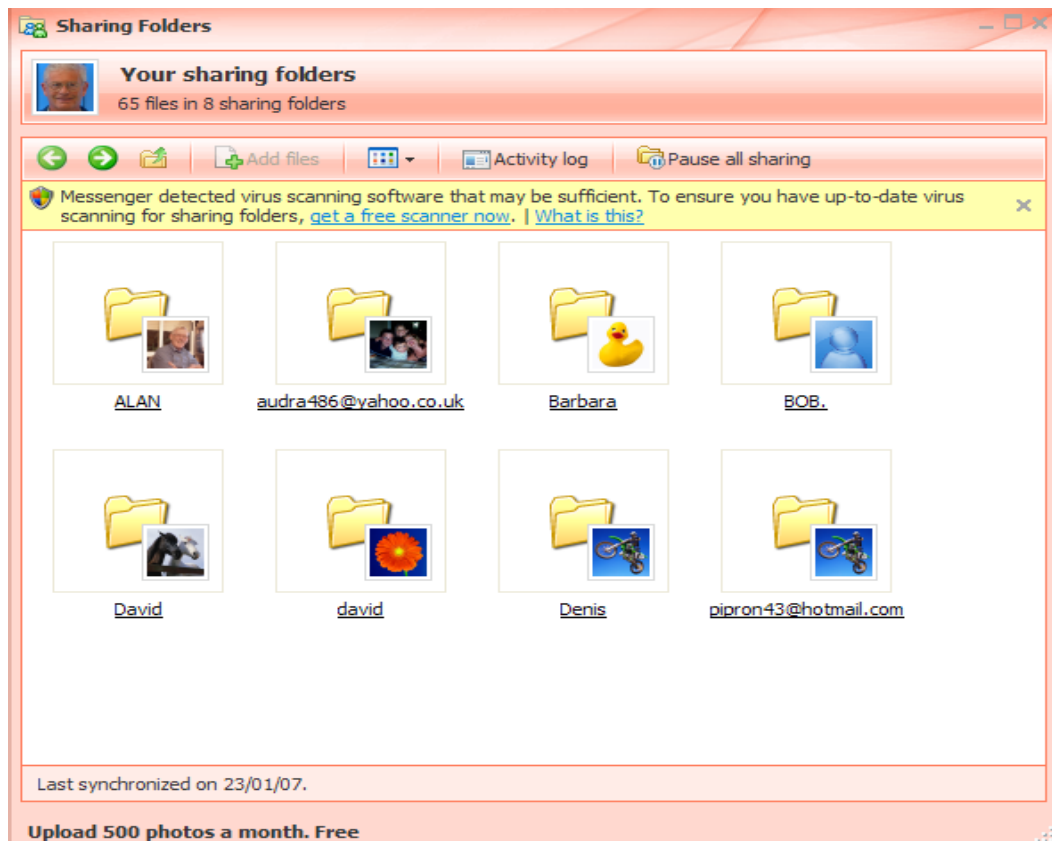 Sharing Folders
Your sharing folders
65 files in 8 sharing folders
Add files Activity log Pause all sharing
Messenger detected virus scanning software that may be sufficient. To ensure you have up-to-date virus
scanning for sharing folders, get a free scanner now. | What is this?
ALAN audra486@yahoo.co.uk Barbara BOB.
David david Denis pipron43@hotmail.com
Last synchronized on 23/01/07.
Upload 500 photos a month. Free